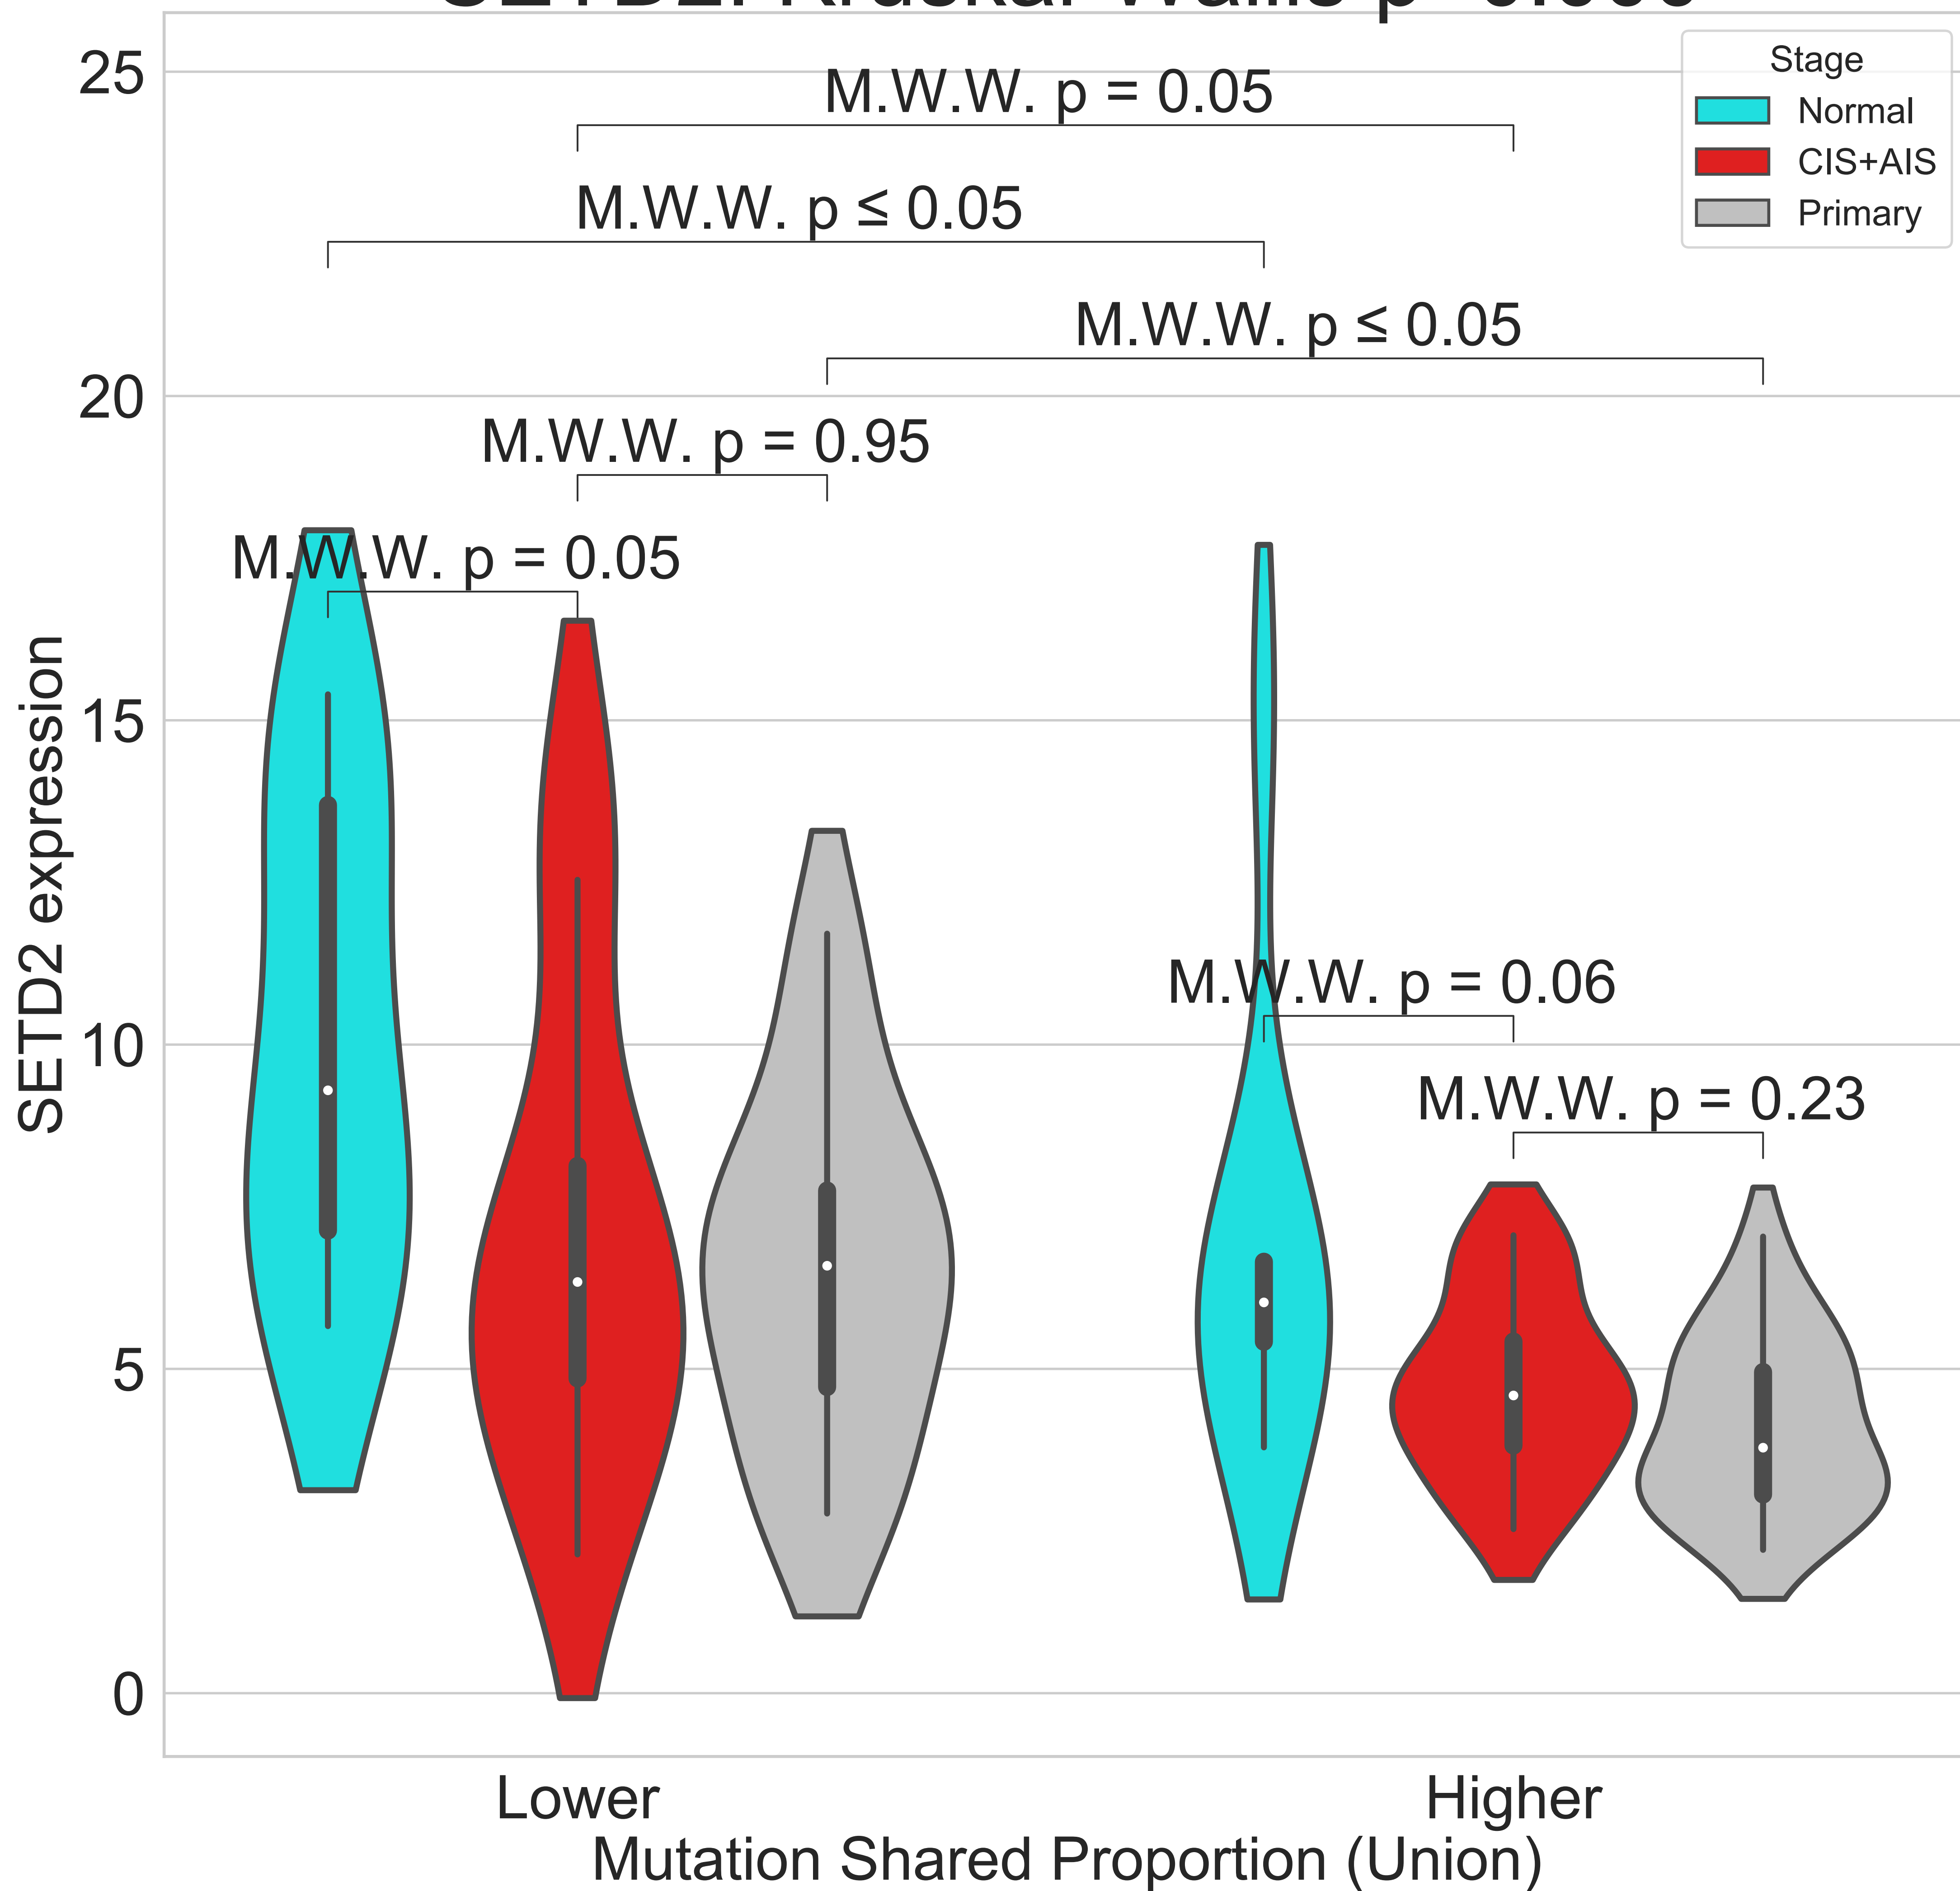 25
20
15
10
5
0
SETD2 expression
M.W.W. p = 0.05
M.W.W. p ≤ 0.05
M.W.W. p ≤ 0.05
M.W.W. p = 0.95
M.W.W. p = 0.05
M.W.W. p = 0.06
M.W.W. p = 0.23
Stage
Normal
CIS+AIS
Primary
Lower
Higher
Mutation Shared Proportion (Union)